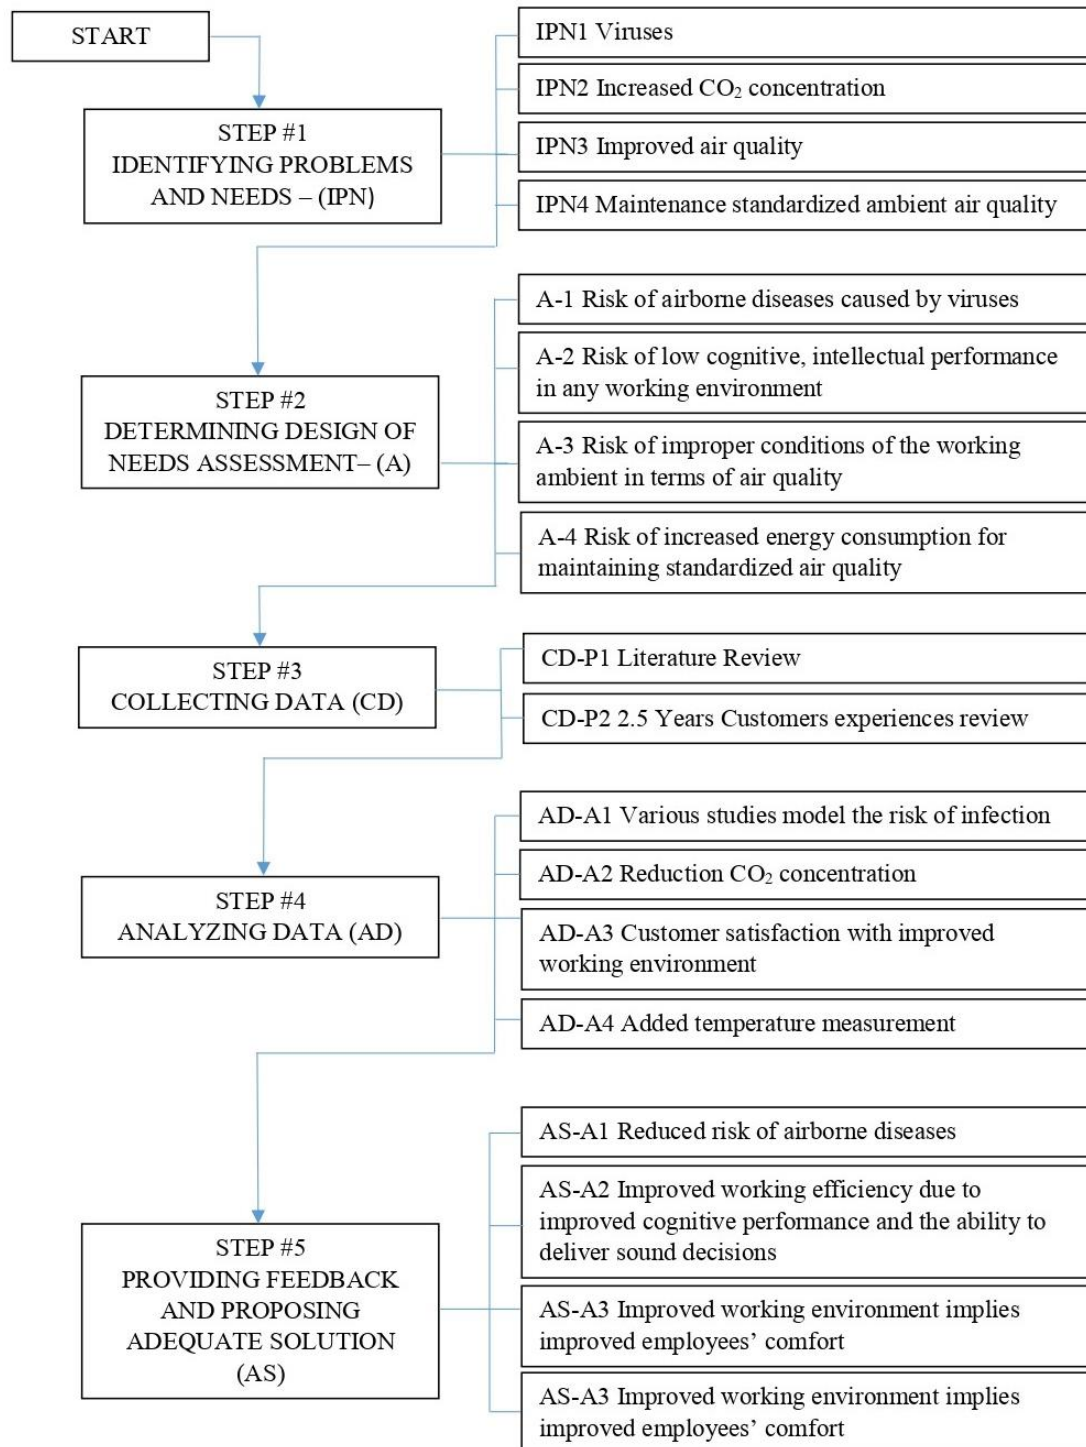 START
IPN1 Viruses
IPN2 Increased CO₂ concentration
STEP #1
IDENTIFYING PROBLEMS
AND NEEDS – (IPN)
IPN3 Improved air quality
IPN4 Maintenance standardized ambient air quality
A-1 Risk of airborne diseases caused by viruses
A-2 Risk of low cognitive, intellectual performance
in any working environment
STEP #2
DETERMINING DESIGN OF
NEEDS ASSESSMENT– (A)
A-3 Risk of improper conditions of the working
ambient in terms of air quality
A-4 Risk of increased energy consumption for
maintaining standardized air quality
STEP #3
COLLECTING DATA (CD)
CD-P1 Literature Review
CD-P2 2.5 Years Customers experiences review
AD-A1 Various studies model the risk of infection
AD-A2 Reduction CO₂ concentration
STEP #4
ANALYZING DATA (AD)
AD-A3 Customer satisfaction with improved
working environment
AD-A4 Added temperature measurement
AS-A1 Reduced risk of airborne diseases
AS-A2 Improved working efficiency due to
improved cognitive performance and the ability to
deliver sound decisions
STEP #5
PROVIDING FEEDBACK
AND PROPOSING
ADEQUATE SOLUTION
(AS)
AS-A3 Improved working environment implies
improved employees’ comfort
AS-A3 Improved working environment implies
improved employees’ comfort